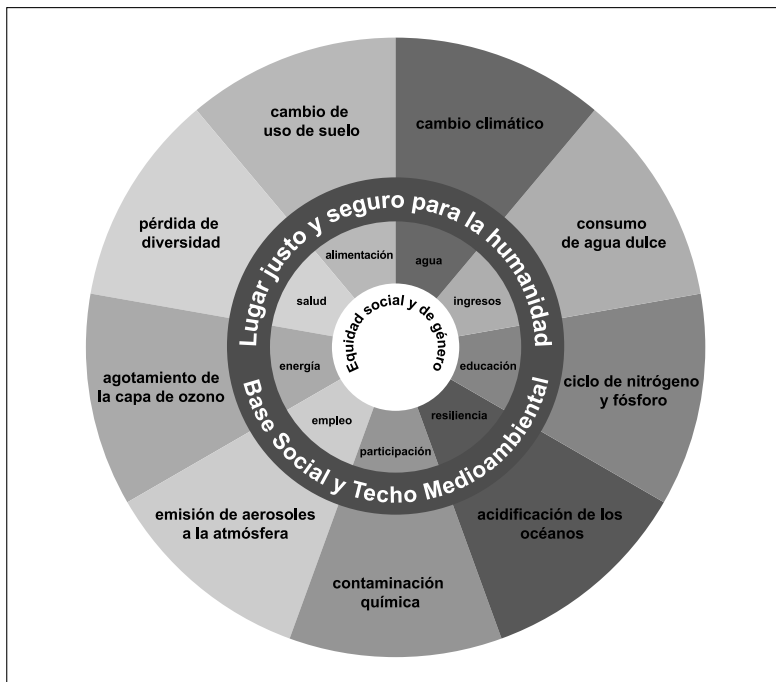 cambio de
uso de suelo
cambio climático
pérdida de
diversidad
consumo
de agua dulce
Lugar justo y seguro para la humanidad
alimentación
agua
salud
ingresos
Equidad social y de género
energía
educación
agotamiento de
la capa de ozono
ciclo de nitrógeno
y fósforo
empleo
resiliencia
participación
Base Social y Techo Medioambiental
emisión de aerosoles
a la atmósfera
acidificación de los
océanos
contaminación
química